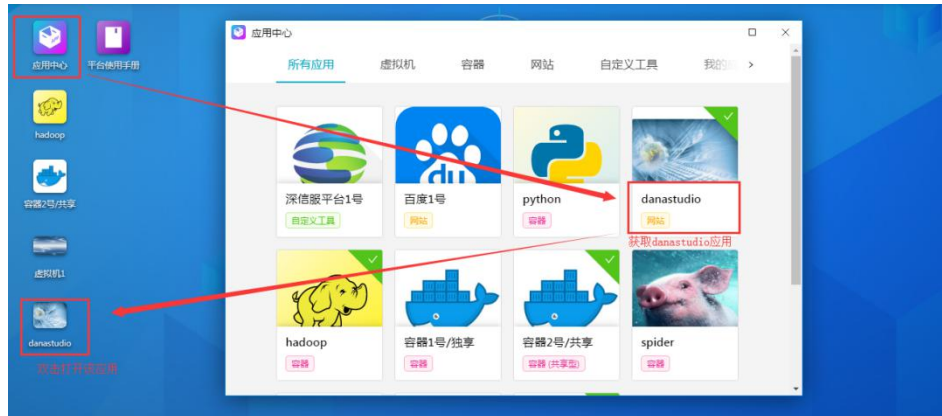 应用中心
平台使用手册
hadoop
容器2号/共享
虚拟机1
danastudio
双击打开该应用
应用中心
所有应用
虚拟机
容器
网站
自定义工具
我的
du
深信服平台1号
自定义工具
百度1号
网站
python
容器
danastudio
网站
获取danastudio应用
hadoop
容器
容器1号/独享
容器
容器2号/共享
容器 (共享型)
spider
容器